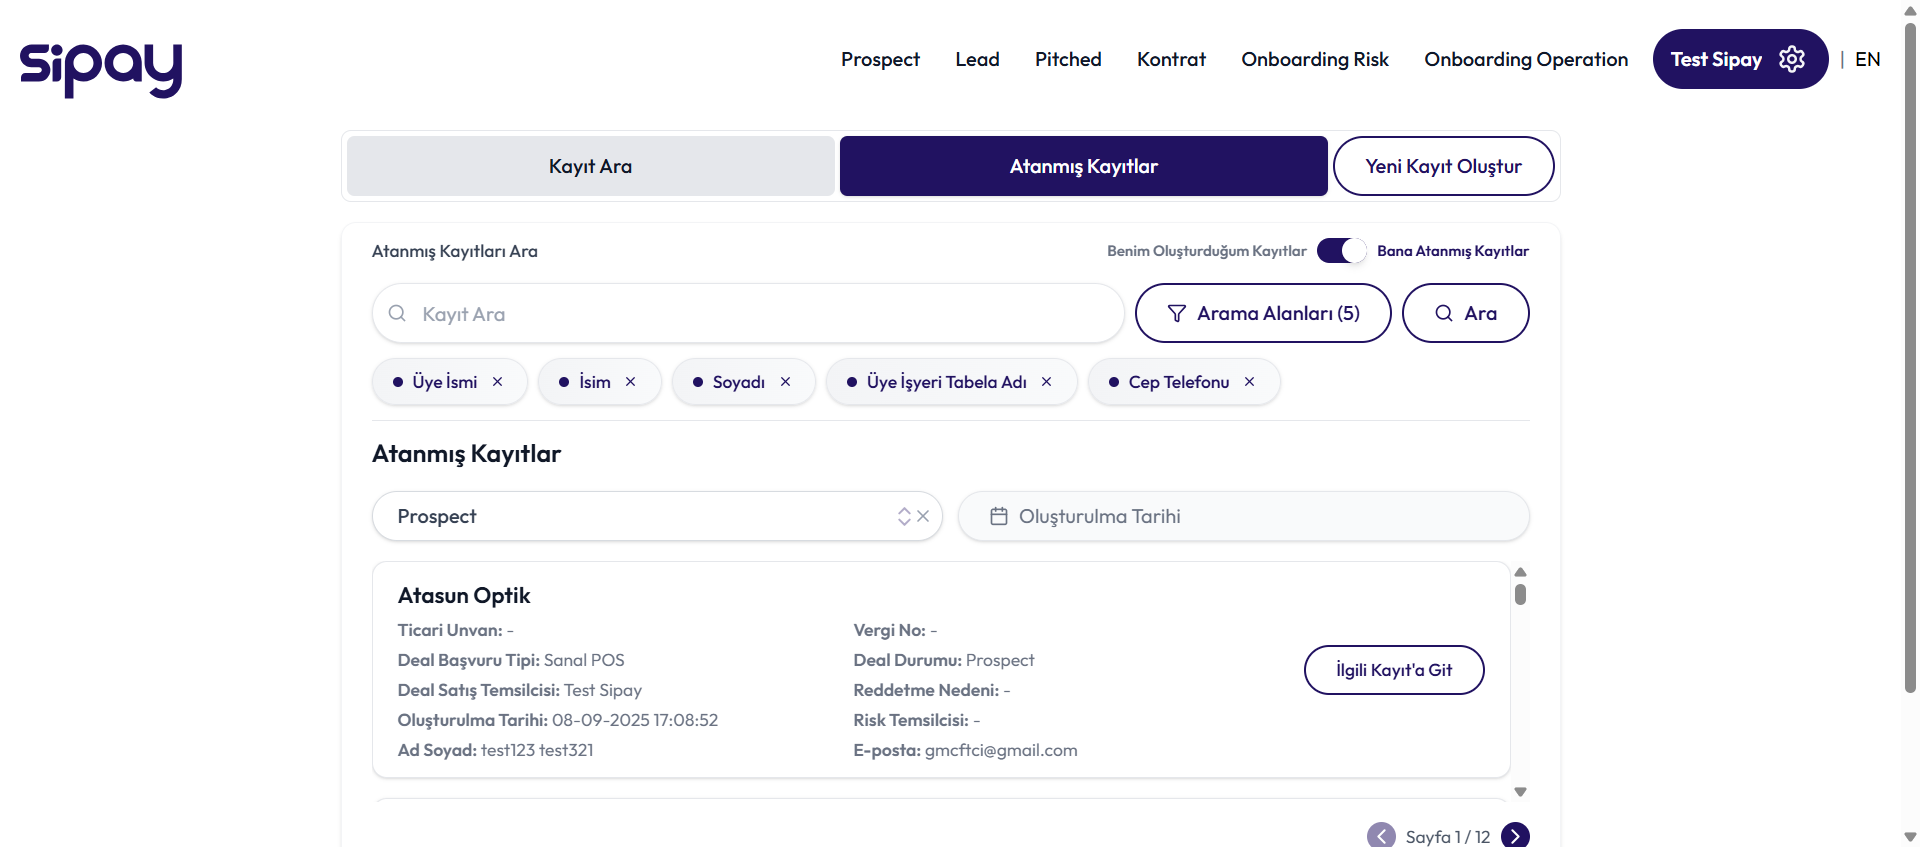 sipay
Prospect Lead Pitched Kontrat Onboarding Risk Onboarding Operation Test Sipay | EN
Kayıt Ara Atanmış Kayıtlar Yeni Kayıt Oluştur
Atanmış Kayıtları Ara Benim Oluşturduğum Kayıtlar Bana Atanmış Kayıtlar
Kayıt Ara Arama Alanları (5) Ara
Üye İsmi İsim Soyadı Üye İşyeri Tabela Adı Cep Telefonu
Atanmış Kayıtlar
Prospect Oluşturulma Tarihi
Atasun Optik
Ticari Unvan: - Vergi No: -
Deal Başvuru Tipi: Sanal POS Deal Durumu: Prospect
İlgili Kayıt'a Git
Deal Satış Temsilcisi: Test Sipay Reddetme Nedeni: -
Oluşturulma Tarihi: 08-09-2025 17:08:52 Risk Temsilcisi: -
Ad Soyad: test123 test321 E-posta: gmcftci@gmail.com
Sayfa 1 / 12